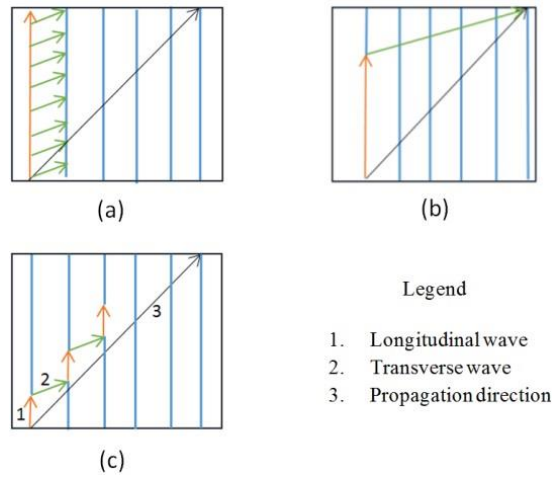 (a)
(b)
1
2
3
(c)
Legend
1. Longitudinal wave
2. Transverse wave
3. Propagation direction